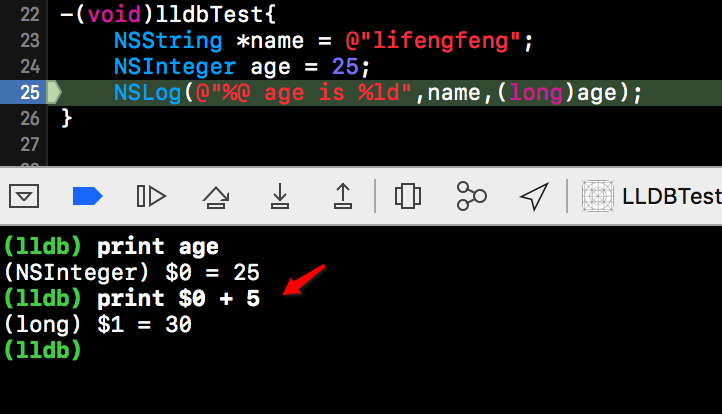 22 -(void)lldbTest{
23 NSString *name = @"lifengfeng";
24 NSInteger age = 25;
25 NSLog(@"%@ age is %ld",name,(long)age);
26 }
27
LLDBTest
(lldb) print age
(NSInteger) $0 = 25
(lldb) print $0 + 5
(long) $1 = 30
(lldb)